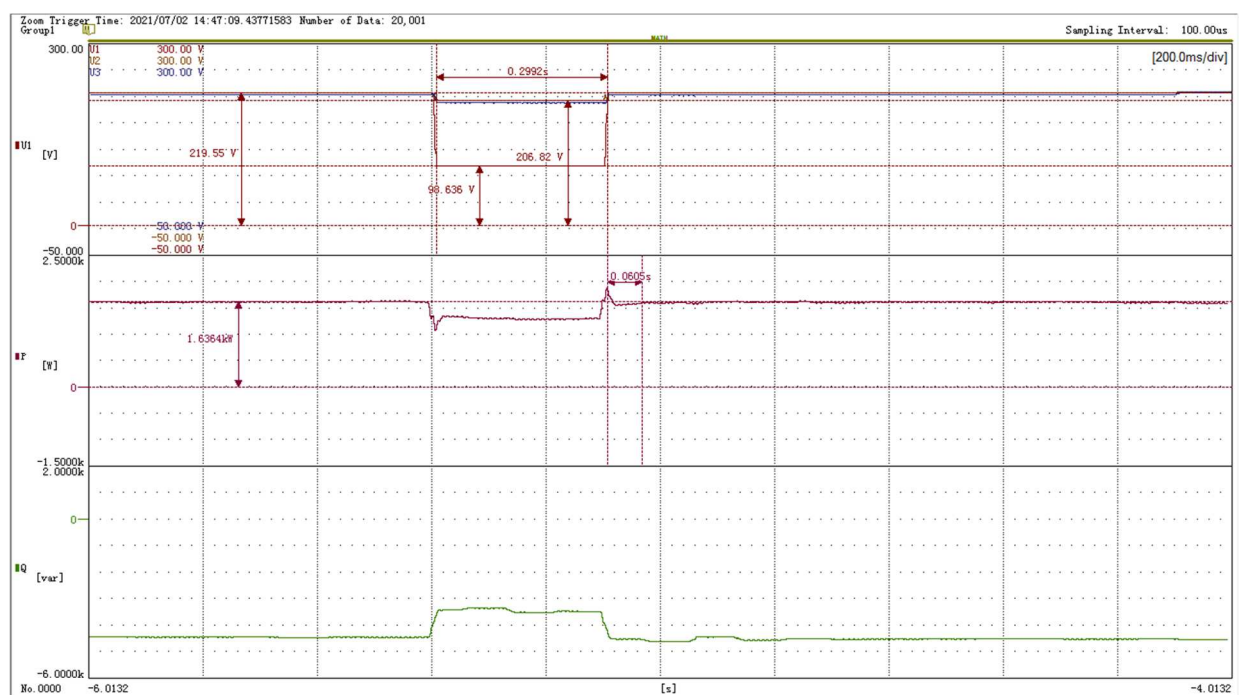 Zoom Trigger Time: 2021/07/02 14:47:09.43771583 Number of Data: 20,001
Group1
Sampling Interval: 100.00us
MATH
[200.0ms/div]
300.00 U1 300.00 V
U2 300.00 V
U3 300.00 V
0.2992s
U1
[V]
219.55 V
206.82 V
98.636 V
0
-50.000 V
-50.000 V
-50.000 V
-50.000
2.5000k
0.0605s
1.6364kW
P
[W]
0
-1.5000k
2.0000k
0
Q
[var]
-6.0000k
No.0000 -6.0132 [s] -4.0132